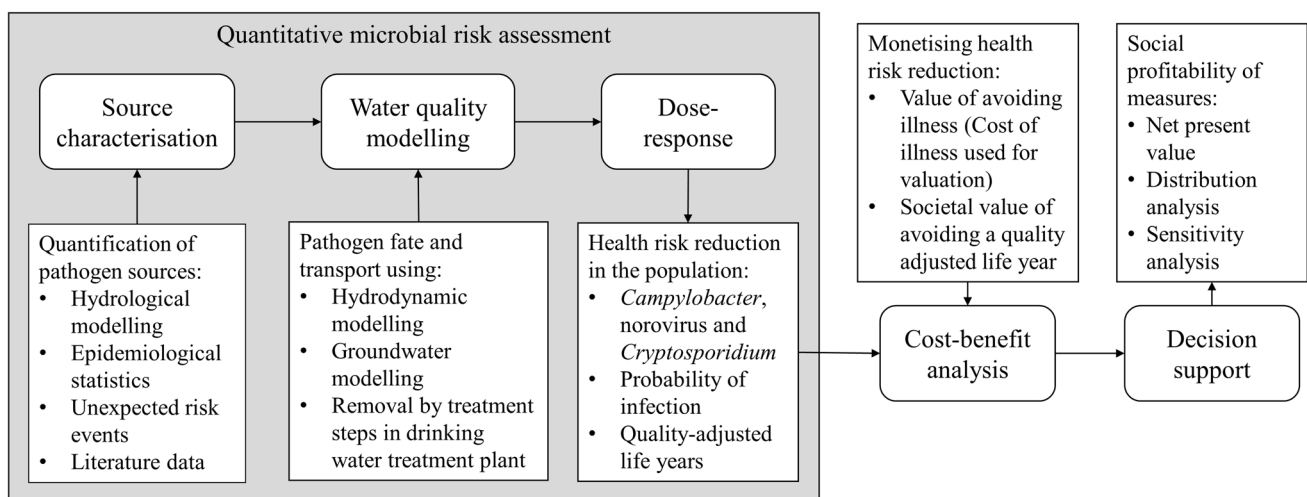 Quantitative microbial risk assessment
Source
characterisation
Water quality
modelling
Dose-
response
Quantification of
pathogen sources:
• Hydrological
modelling
• Epidemiological
statistics
• Unexpected risk
events
• Literature data
Pathogen fate and
transport using:
• Hydrodynamic
modelling
• Groundwater
modelling
• Removal by treatment
steps in drinking
water treatment plant
Health risk reduction
in the population:
• Campylobacter,
norovirus and
Cryptosporidium
• Probability of
infection
• Quality-adjusted
life years
Monetising health
risk reduction:
• Value of avoiding
illness (Cost of
illness used for
valuation)
• Societal value of
avoiding a quality
adjusted life year
Cost-benefit
analysis
Social
profitability of
measures:
• Net present
value
• Distribution
analysis
• Sensitivity
analysis
Decision
support